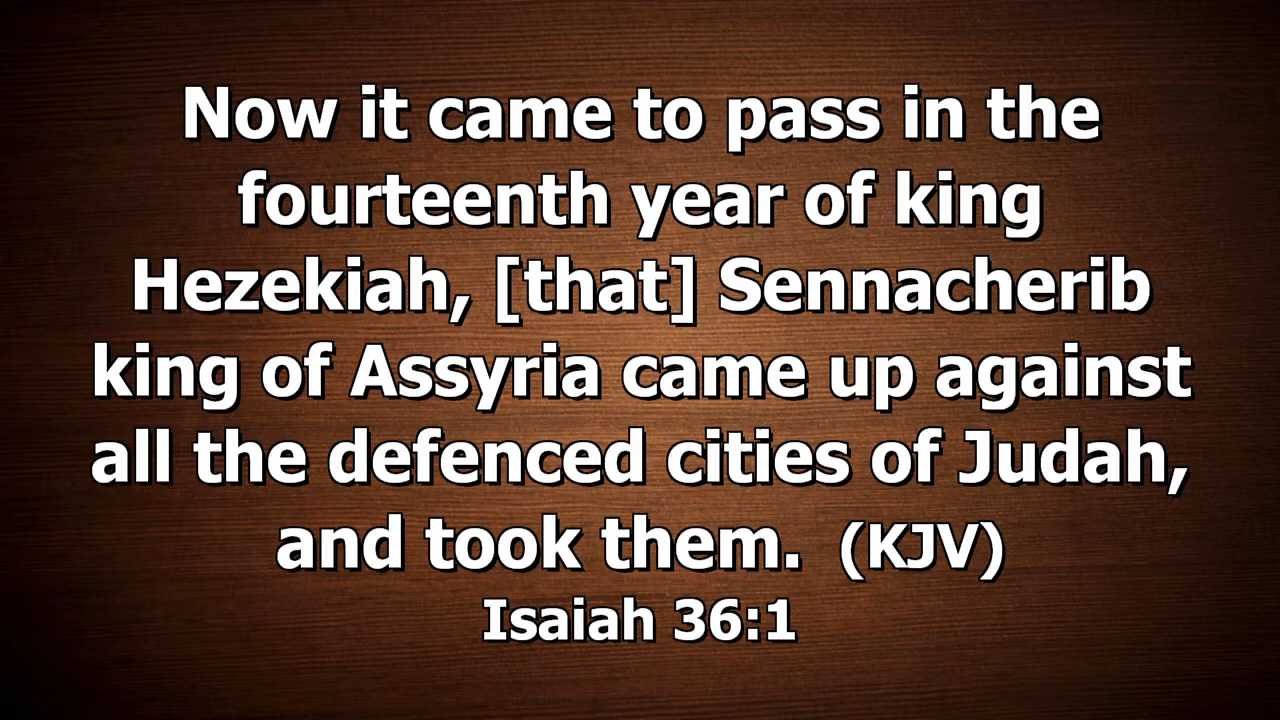 Now it came to pass in the
fourteenth year of king
Hezekiah, [that] Sennacherib
king of Assyria came up against
all the defenced cities of Judah,
and took them.  (KJV)
Isaiah 36:1